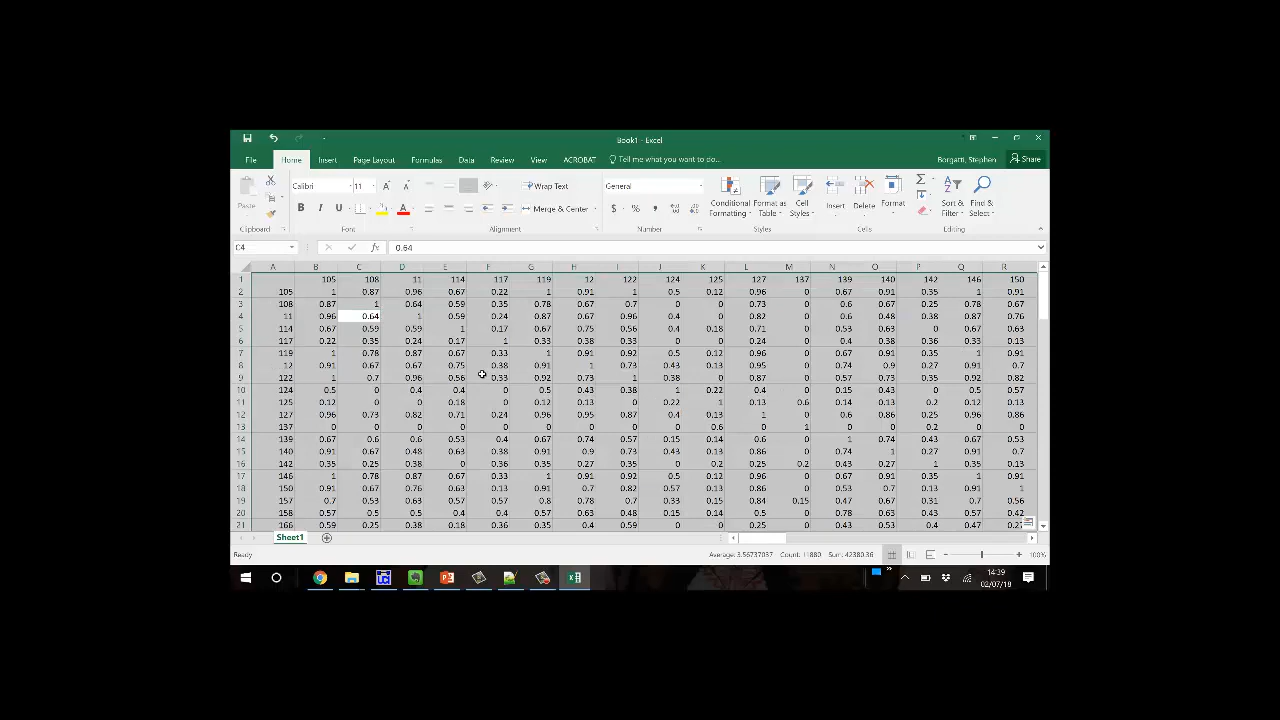 Book1 - Excel
File Home Insert Page Layout Formulas Data Review View ACROBAT Tell me what you want to do... Borgatti, Stephen Share
Calibri 11 Wrap Text General
Paste B I U Merge & Center $ % Conditional Formatting Format as Table Cell Styles Insert Delete Format Sort & Filter Find & Select
Clipboard Font Alignment Number Styles Cells Editing
C4 fx 0.64
A B C D E F G H I J K L M N O P Q R
1 105 108 11 114 117 119 12 122 124 125 127 137 139 140 142 146 150
2 105 1 0.87 0.96 0.67 0.22 1 0.91 1 0.5 0.12 0.96 0 0.67 0.91 0.35 1 0.91
3 108 0.87 1 0.64 0.59 0.35 0.78 0.67 0.7 0 0 0.73 0 0.6 0.67 0.25 0.78 0.67
4 11 0.96 0.64 1 0.59 0.24 0.87 0.67 0.96 0.4 0 0.82 0 0.6 0.48 0.38 0.87 0.76
5 114 0.67 0.59 0.59 1 0.17 0.67 0.75 0.56 0.4 0.18 0.71 0 0.53 0.63 0 0.67 0.63
6 117 0.22 0.35 0.24 0.17 1 0.33 0.38 0.33 0 0 0.24 0 0.4 0.38 0.36 0.33 0.13
7 119 1 0.78 0.87 0.67 0.33 1 0.91 0.92 0.5 0.12 0.96 0 0.67 0.91 0.35 1 0.91
8 12 0.91 0.67 0.67 0.75 0.38 0.91 1 0.73 0.43 0.13 0.95 0 0.74 0.9 0.27 0.91 0.7
9 122 1 0.7 0.96 0.56 0.33 0.92 0.73 1 0.38 0 0.87 0 0.57 0.73 0.35 0.92 0.82
10 124 0.5 0 0.4 0.4 0 0.5 0.43 0.38 1 0.22 0.4 0 0.15 0.43 0 0.5 0.57
11 125 0.12 0 0 0.18 0 0.12 0.13 0 0.22 1 0.13 0.6 0.14 0.13 0.2 0.12 0.13
12 127 0.96 0.73 0.82 0.71 0.24 0.96 0.95 0.87 0.4 0.13 1 0 0.6 0.86 0.25 0.96 0.86
13 137 0 0 0 0 0 0 0 0 0 0.6 0 1 0 0 0.2 0 0
14 139 0.67 0.6 0.6 0.53 0.4 0.67 0.74 0.57 0.15 0.14 0.6 0 1 0.74 0.43 0.67 0.53
15 140 0.91 0.67 0.48 0.63 0.38 0.91 0.9 0.73 0.43 0.13 0.86 0 0.74 1 0.27 0.91 0.7
16 142 0.35 0.25 0.38 0 0.36 0.35 0.27 0.35 0 0.2 0.25 0.2 0.43 0.27 1 0.35 0.13
17 146 1 0.78 0.87 0.67 0.33 1 0.91 0.92 0.5 0.12 0.96 0 0.67 0.91 0.35 1 0.91
18 150 0.91 0.67 0.76 0.63 0.13 0.91 0.7 0.82 0.57 0.13 0.86 0 0.53 0.7 0.13 0.91 1
19 157 0.7 0.53 0.63 0.57 0.57 0.8 0.78 0.7 0.33 0.15 0.84 0.15 0.47 0.67 0.31 0.7 0.56
20 158 0.57 0.5 0.5 0.4 0.4 0.57 0.63 0.48 0.15 0.14 0.5 0 0.78 0.63 0.43 0.57 0.42
21 166 0.59 0.25 0.38 0.18 0.36 0.35 0.4 0.59 0 0 0.25 0 0.43 0.53 0.4 0.47
Sheet1
Ready Average: 3.56737037 Count: 11880 Sum: 42380.36 100%
14:39
02/07/18